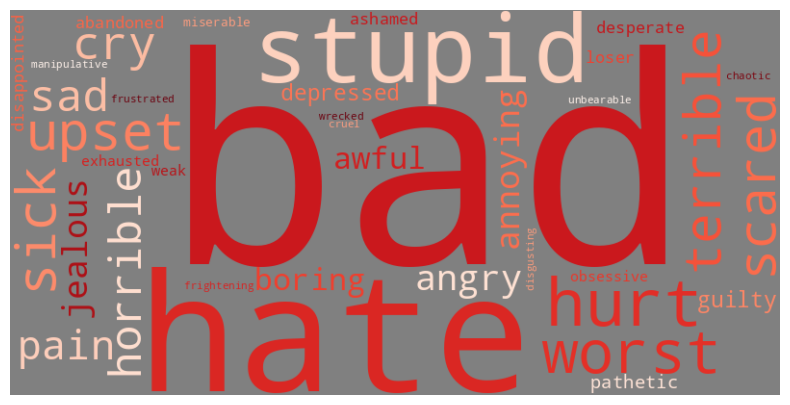 disappointed
abandoned
miserable
ashamed
desperate
cry
stupid
loser
manipulative
chaotic
sad
frustrated
depressed
unbearable
terrible
scared
upset
wrecked
cruel
annoying
bad
exhausted
weak
awful
sick
jealous
horrible
disgusting
frightening
boring
angry
obsessive
hate
hurt
guilty
pain
worst
pathetic